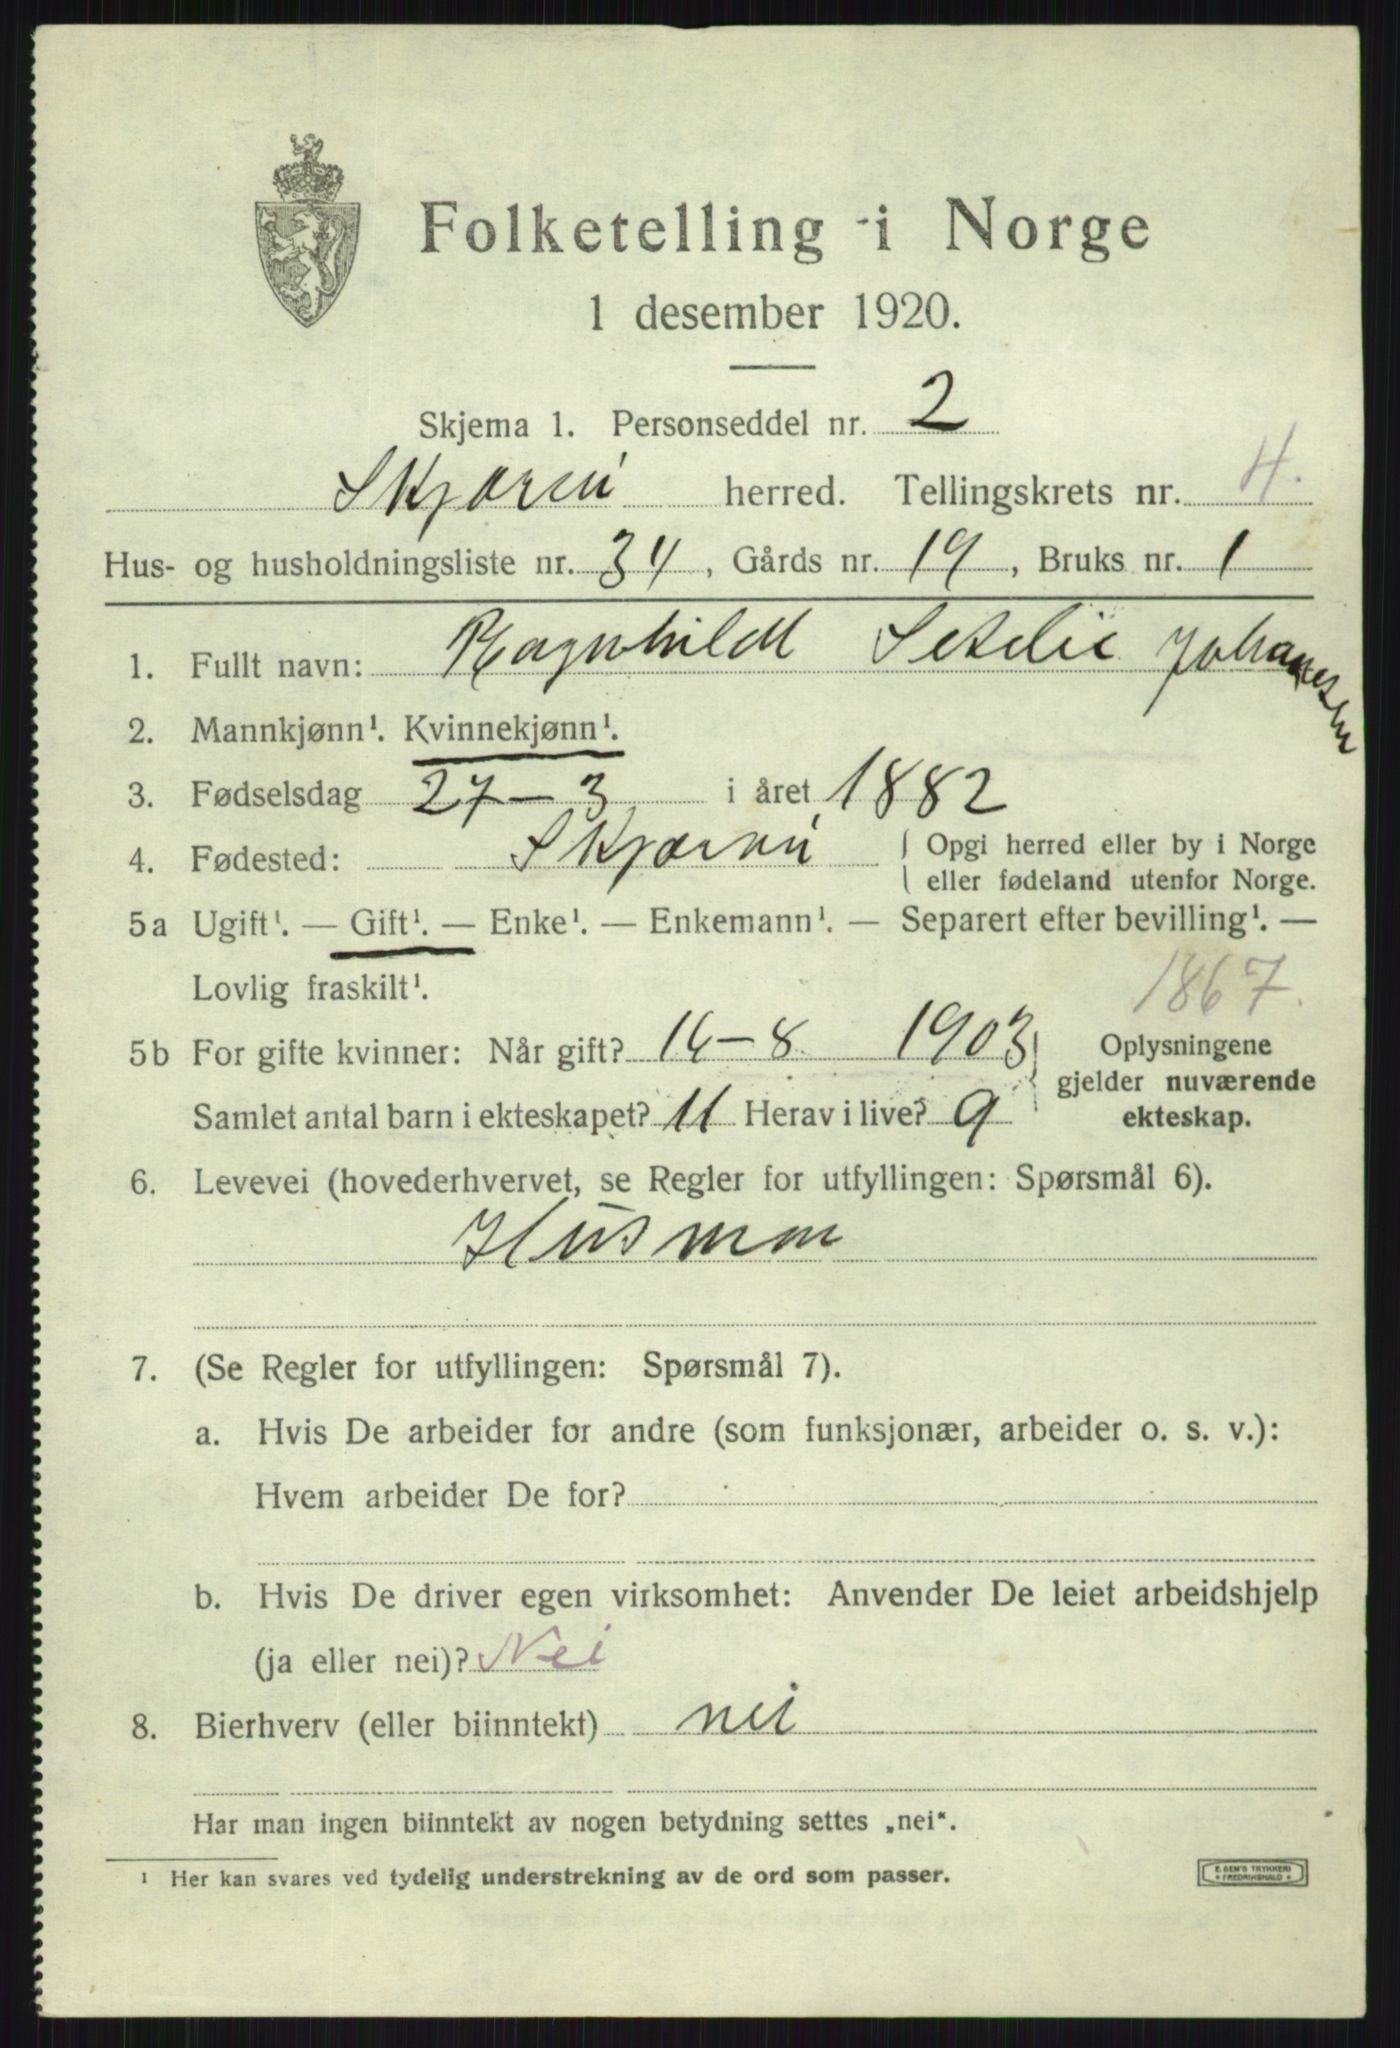 Folketelling i Norge
1 desember 1920.
Skjema 1. Personseddel nr. 2
herred. Tellingskrets nr. 4.
Hus- og husholdningsliste nr. 34, Gårds nr. 19, Bruks nr. 1
1. Fullt navn: Ragnhildl Johannesen
2. Mannkjønn¹. Kvinnekjønn¹.
3. Fødselsdag 27-3 i året 1882
4. Fødested: { Opgi herred eller by i Norge
eller fødeland utenfor Norge.
5a Ugift¹. — Gift¹. — Enke¹. — Enkemann¹. — Separert efter bevilling¹. —
Lovlig fraskilt¹.
1867.
5b For gifte kvinner: Når gift? 14-8 1903
Samlet antal barn i ekteskapet? 11 Herav i live? 9
Oplysningene
gjelder nuværende
ekteskap.
6. Levevei (hovederhvervet, se Regler for utfyllingen: Spørsmål 6).
Husmor
7. (Se Regler for utfyllingen: Spørsmål 7).
a. Hvis De arbeider for andre (som funksjonær, arbeider o. s. v.):
Hvem arbeider De for?
b. Hvis De driver egen virksomhet: Anvender De leiet arbeidshjelp
(ja eller nei)? Nei
8. Bierhverv (eller biinntekt) nei
Har man ingen biinntekt av nogen betydning settes „nei".
¹ Her kan svares ved tydelig understrekning av de ord som passer.
E. SEM'S TRYKKERI
• FREDRIKSHALD •